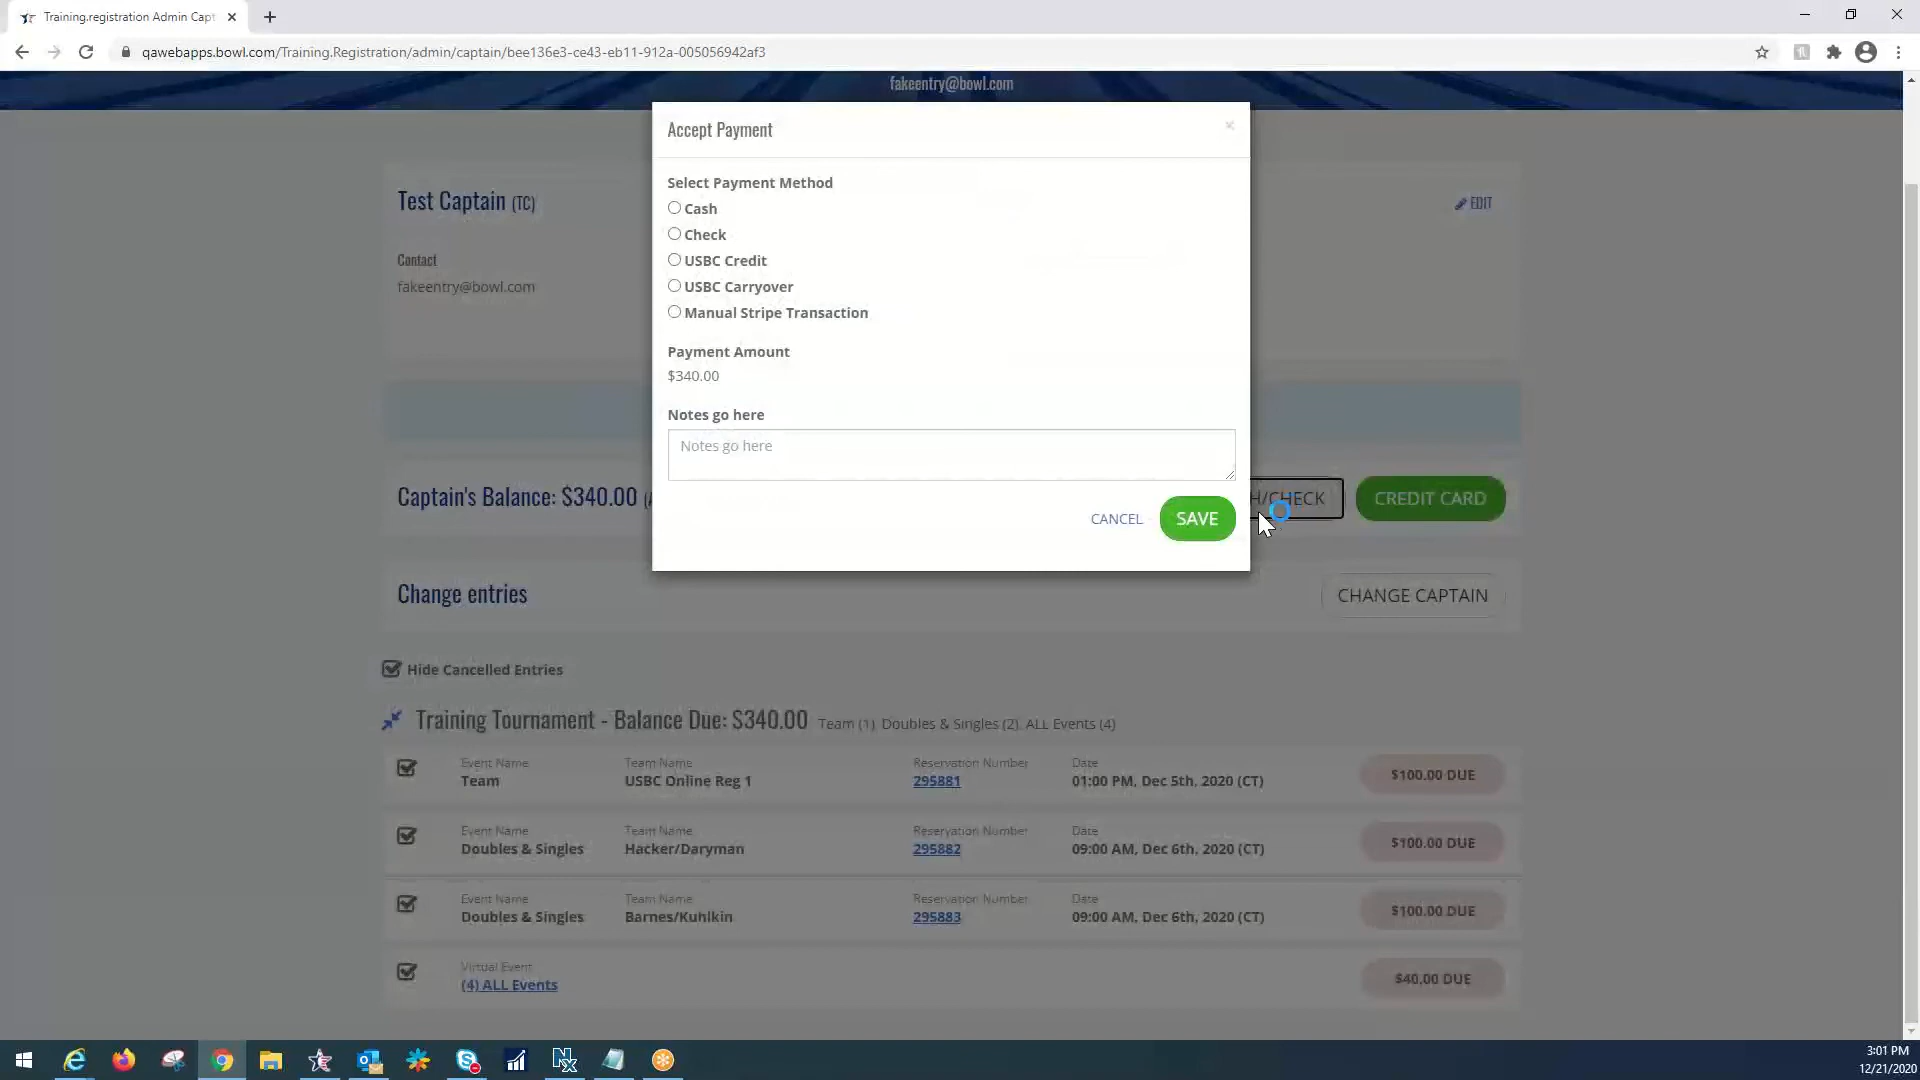 Training.registration Admin Capt
qawebapps.bowl.com/Training.Registration/admin/captain/bee136e3-ce43-eb11-912a-005056942af3
fakeentry@bowl.com
Accept Payment
×
Select Payment Method
Cash
Check
USBC Credit
USBC Carryover
Manual Stripe Transaction
Payment Amount
$340.00
Notes go here
Notes go here
CANCEL SAVE
Test Captain (TC)
EDIT
Contact
fakeentry@bowl.com
Captain's Balance: $340.00 (A
H/CHECK CREDIT CARD
Change entries
CHANGE CAPTAIN
Hide Cancelled Entries
Training Tournament - Balance Due: $340.00 Team (1), Doubles & Singles (2), ALL Events (4)
Event Name Team Name Reservation Number Date
Team USBC Online Reg 1 295881 01:00 PM, Dec 5th, 2020 (CT) $100.00 DUE
Event Name Team Name Reservation Number Date
Doubles & Singles Hacker/Daryman 295882 09:00 AM, Dec 6th, 2020 (CT) $100.00 DUE
Event Name Team Name Reservation Number Date
Doubles & Singles Barnes/Kuhlkin 295883 09:00 AM, Dec 6th, 2020 (CT) $100.00 DUE
Virtual Event
(4) ALL Events $40.00 DUE
3:01 PM
12/21/2020